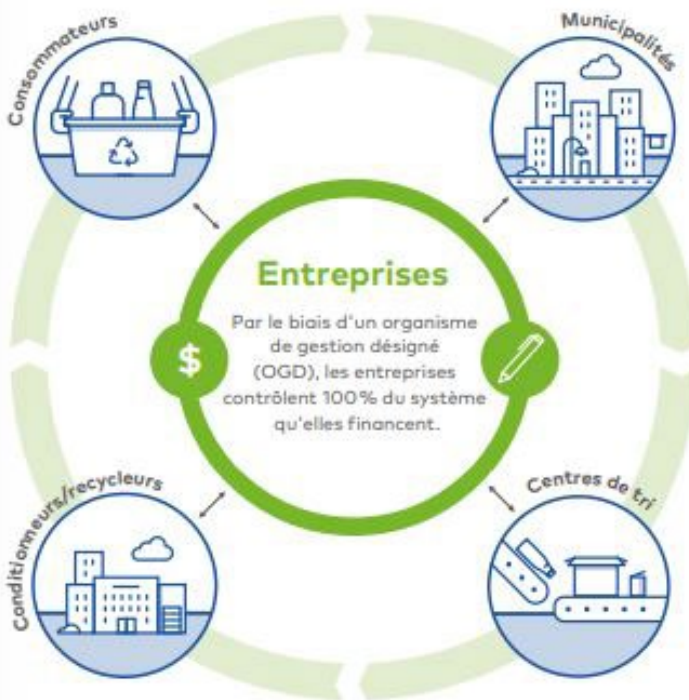 Consommateurs
Municipalités
Entreprises
Par le biais d'un organisme
de gestion désigné
(OGD), les entreprises
contrôlent 100% du système
qu'elles financent.
$
Conditionneurs/recycleurs
Centres de tri